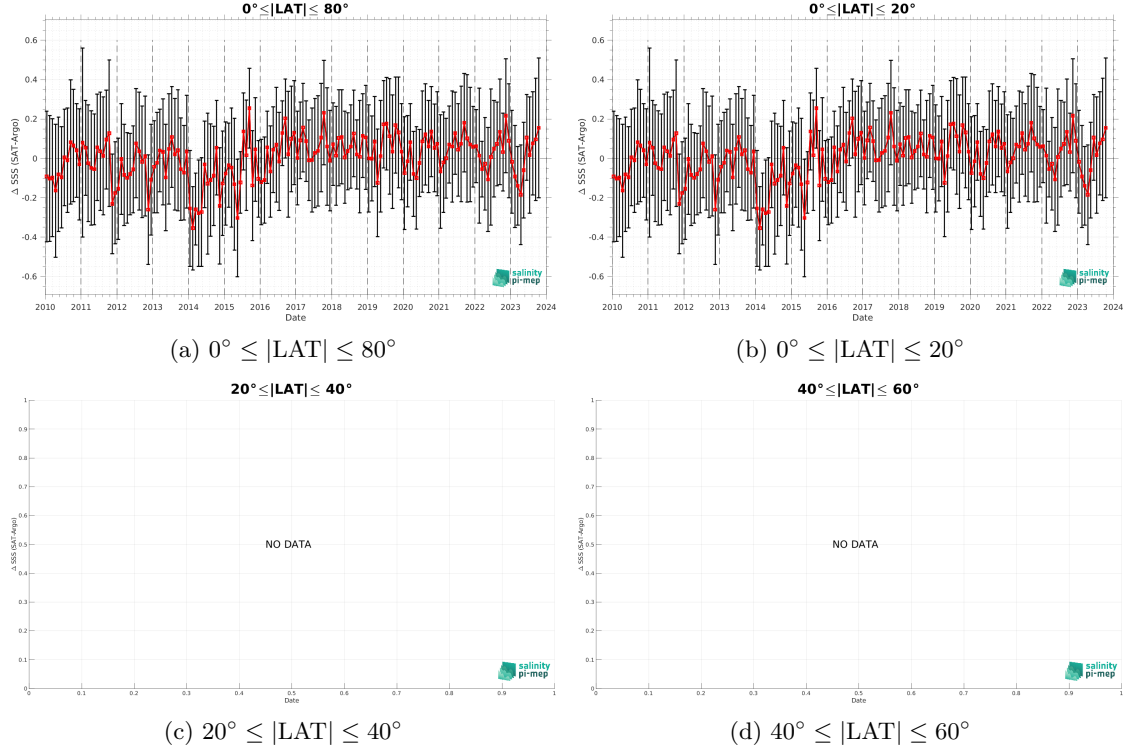 0°≤|LAT|≤ 80°
Δ SSS (SAT-Argo)
0.6
0.4
0.2
0
-0.2
-0.4
-0.6
2010 2011 2012 2013 2014 2015 2016 2017 2018 2019 2020 2021 2022 2023 2024
Date
salinity
pi-mep
(a) 0° ≤ |LAT| ≤ 80°
0°≤|LAT|≤ 20°
Δ SSS (SAT-Argo)
0.6
0.4
0.2
0
-0.2
-0.4
-0.6
2010 2011 2012 2013 2014 2015 2016 2017 2018 2019 2020 2021 2022 2023 2024
Date
salinity
pi-mep
(b) 0° ≤ |LAT| ≤ 20°
20°≤|LAT|≤ 40°
Δ SSS (SAT-Argo)
1
0.9
0.8
0.7
0.6
0.5
0.4
0.3
0.2
0.1
0
NO DATA
0 0.1 0.2 0.3 0.4 0.5 0.6 0.7 0.8 0.9 1
Date
salinity
pi-mep
(c) 20° ≤ |LAT| ≤ 40°
40°≤|LAT|≤ 60°
Δ SSS (SAT-Argo)
1
0.9
0.8
0.7
0.6
0.5
0.4
0.3
0.2
0.1
0
NO DATA
0 0.1 0.2 0.3 0.4 0.5 0.6 0.7 0.8 0.9 1
Date
salinity
pi-mep
(d) 40° ≤ |LAT| ≤ 60°